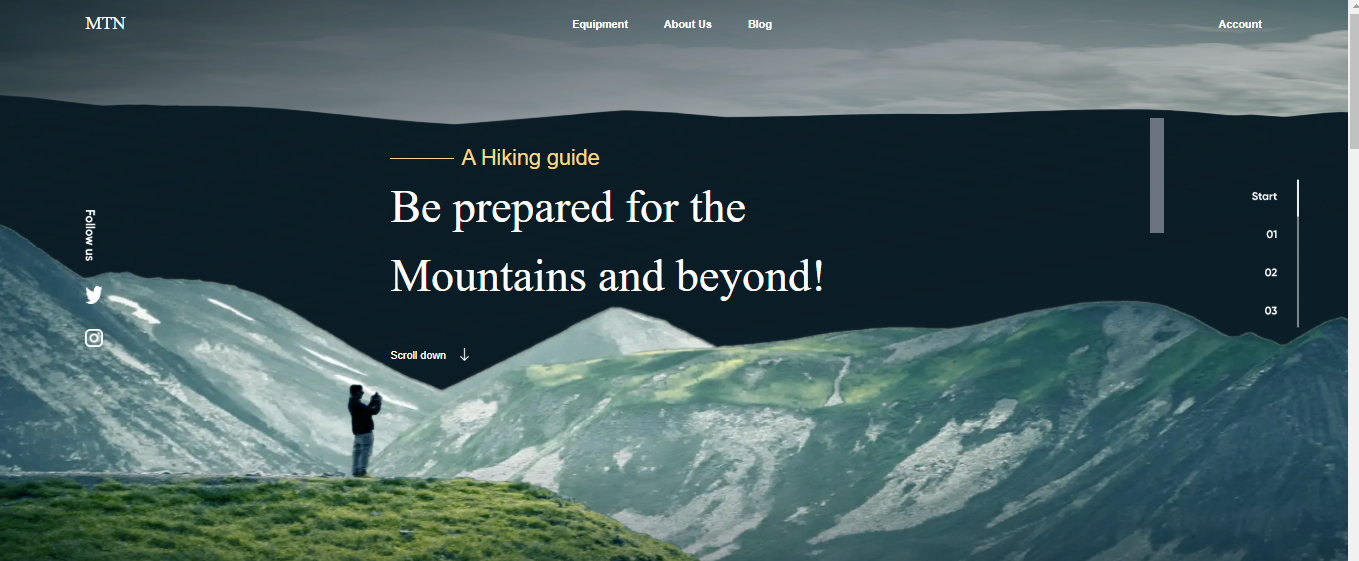 MTN
Equipment
About Us
Blog
Account
A Hiking guide
Be prepared for the
Mountains and beyond!
Scroll down
Follow us
Start
01
02
03